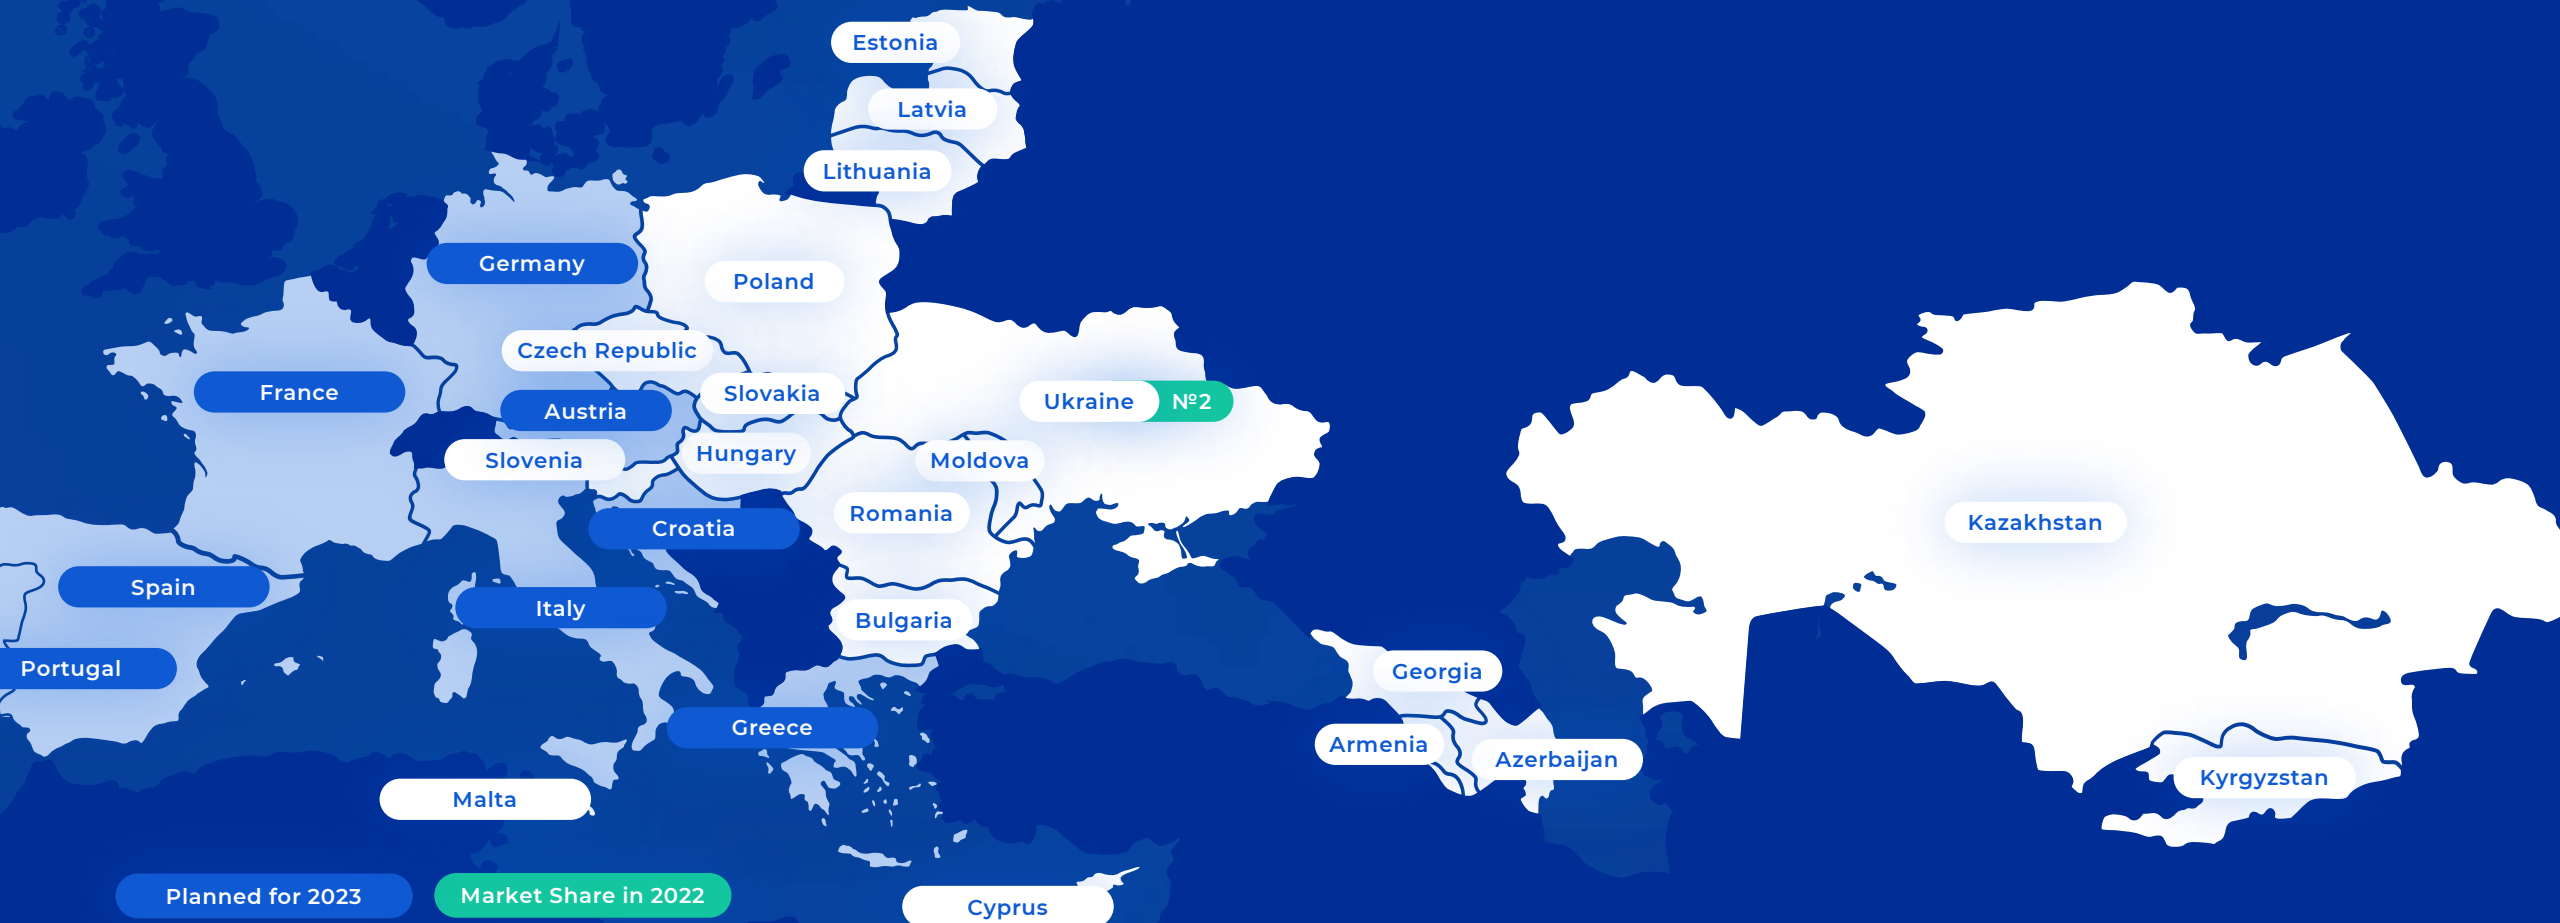 Estonia
Latvia
Lithuania
Germany
Poland
Czech Republic
France
Slovakia
Ukraine №2
Austria
Slovenia
Hungary
Moldova
Romania
Kazakhstan
Croatia
Spain
Italy
Bulgaria
Portugal
Georgia
Greece
Armenia
Azerbaijan
Kyrgyzstan
Malta
Planned for 2023
Market Share in 2022
Cyprus